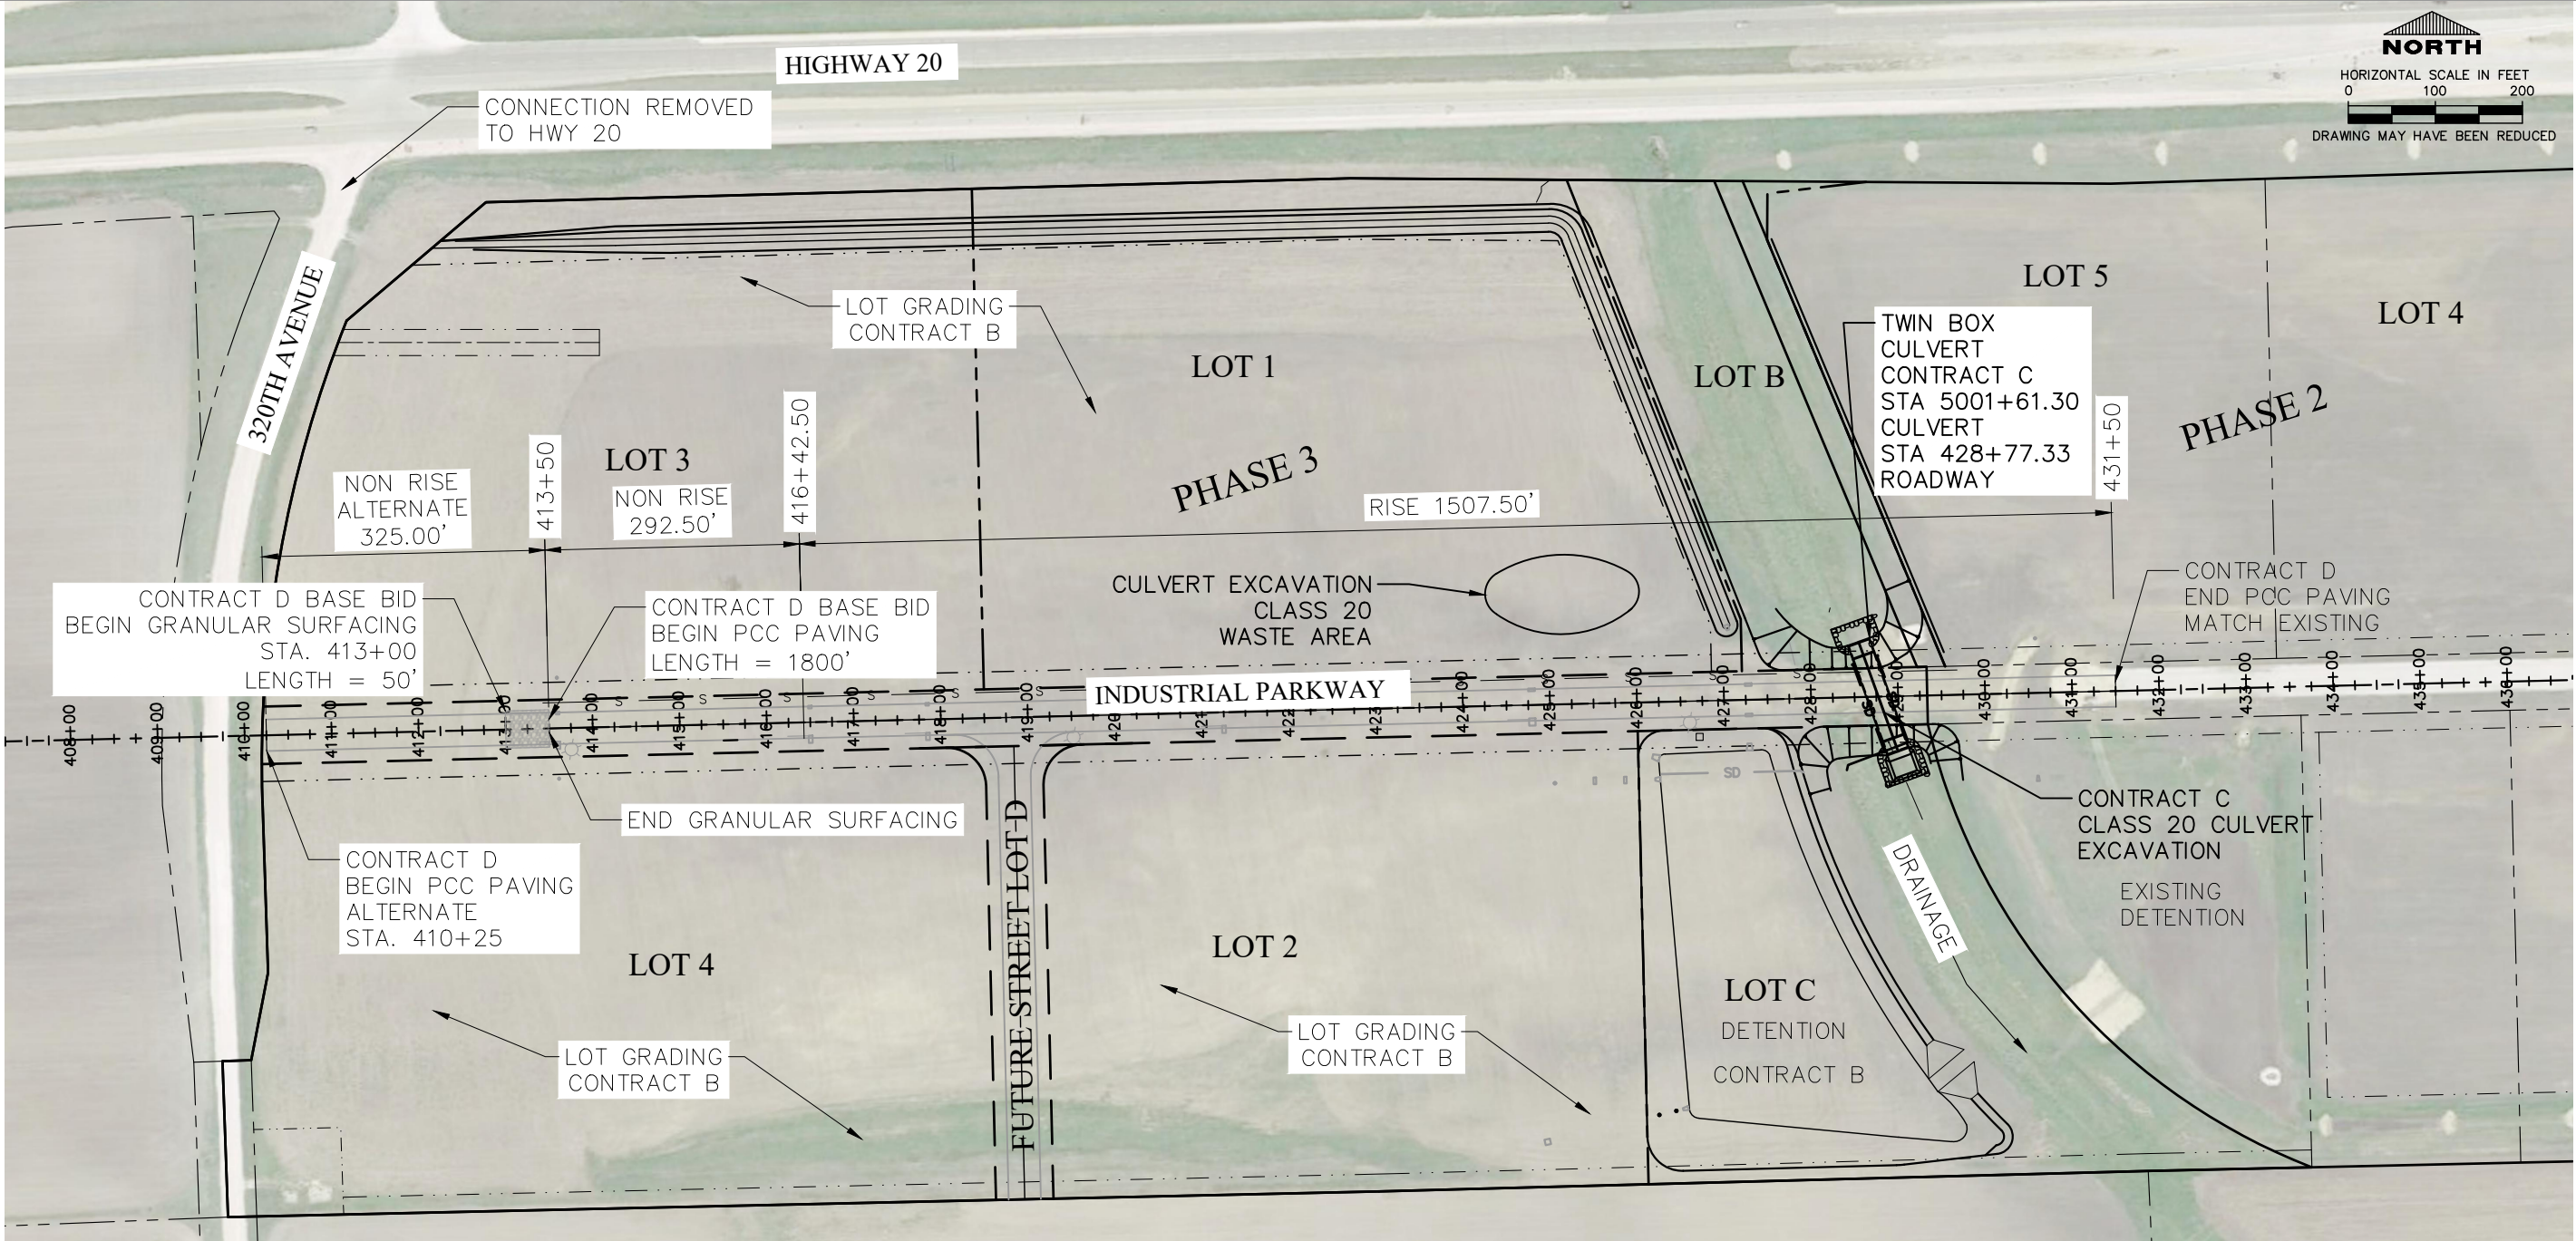 HIGHWAY 20
NORTH
HORIZONTAL SCALE IN FEET
0 100 200
DRAWING MAY HAVE BEEN REDUCED
CONNECTION REMOVED
TO HWY 20
320TH AVENUE
LOT GRADING
CONTRACT B
LOT 1
LOT B
LOT 5
LOT 4
TWIN BOX
CULVERT
CONTRACT C
STA 5001+61.30
CULVERT
STA 428+77.33
ROADWAY
431+50
PHASE 2
LOT 3
PHASE 3
NON RISE
ALTERNATE
325.00'
413+50
NON RISE
292.50'
416+42.50
RISE 1507.50'
CONTRACT D BASE BID
BEGIN GRANULAR SURFACING
STA. 413+00
LENGTH = 50'
CONTRACT D BASE BID
BEGIN PCC PAVING
LENGTH = 1800'
CULVERT EXCAVATION
CLASS 20
WASTE AREA
CONTRACT D
END PCC PAVING
MATCH EXISTING
INDUSTRIAL PARKWAY
S S S S S S S S
408+00
409+00
410+00
411+00
412+00
413+00
414+00
415+00
416+00
417+00
418+00
419+00
420
421
422
423
424+00
425+00
426+00
427+00
428+00
429+00
430+00
431+00
432+00
433+00
434+00
435+00
436+00
SD
END GRANULAR SURFACING
CONTRACT D
BEGIN PCC PAVING
ALTERNATE
STA. 410+25
FUTURE STREET LOT D
CONTRACT C
CLASS 20 CULVERT
EXCAVATION
EXISTING
DETENTION
DRAINAGE
LOT 4
LOT 2
LOT C
DETENTION
CONTRACT B
LOT GRADING
CONTRACT B
LOT GRADING
CONTRACT B